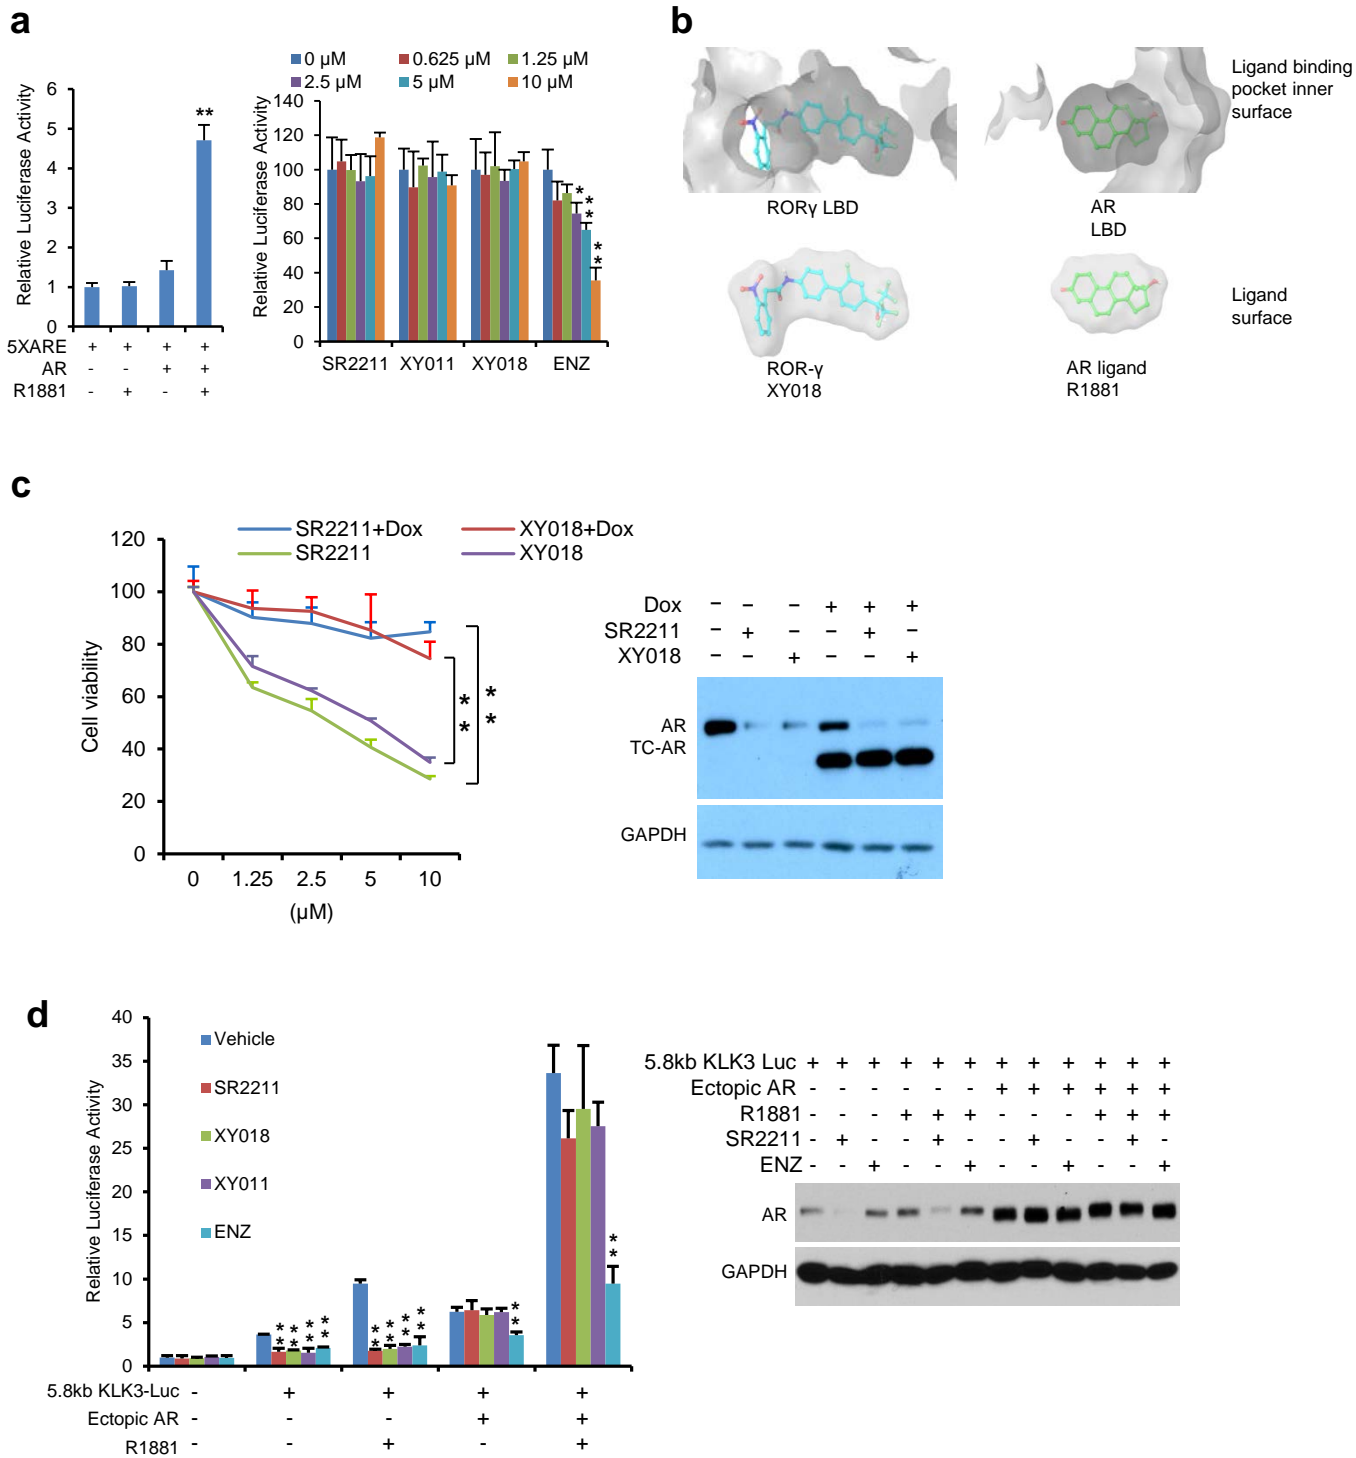 a
0 µM 0.625 µM 1.25 µM
2.5 µM 5 µM 10 µM
Relative Luciferase Activity
6
5
4
3
2
1
0
**
5XARE + + + +
AR - - + +
R1881 - + - +
Relative Luciferase Activity
140
120
100
80
60
40
20
0
* ** **
SR2211 XY011 XY018 ENZ
b
Ligand binding
pocket inner
surface
RORγ LBD
AR
LBD
Ligand
surface
ROR-γ
XY018
AR ligand
R1881
c
SR2211+Dox XY018+Dox
SR2211 XY018
Cell viability
120
100
80
60
40
20
0
** **
0 1.25 2.5 5 10
(µM)
Dox − − − + + +
SR2211 − + − − + −
XY018 − − + − − +
AR
TC-AR
GAPDH
d
Relative Luciferase Activity
40
35
30
25
20
15
10
5
0
Vehicle
SR2211
XY018
XY011
ENZ
** ** ** ** ** ** ** ** ** **
5.8kb KLK3-Luc - + + + +
Ectopic AR - - - + +
R1881 - - + - +
5.8kb KLK3 Luc + + + + + + + + + + + +
Ectopic AR - - - - - - + + + + + +
R1881 - - - + + + - - - + + +
SR2211 - + - - + - - + - - + -
ENZ - - + - - + - - + - - +
AR
GAPDH